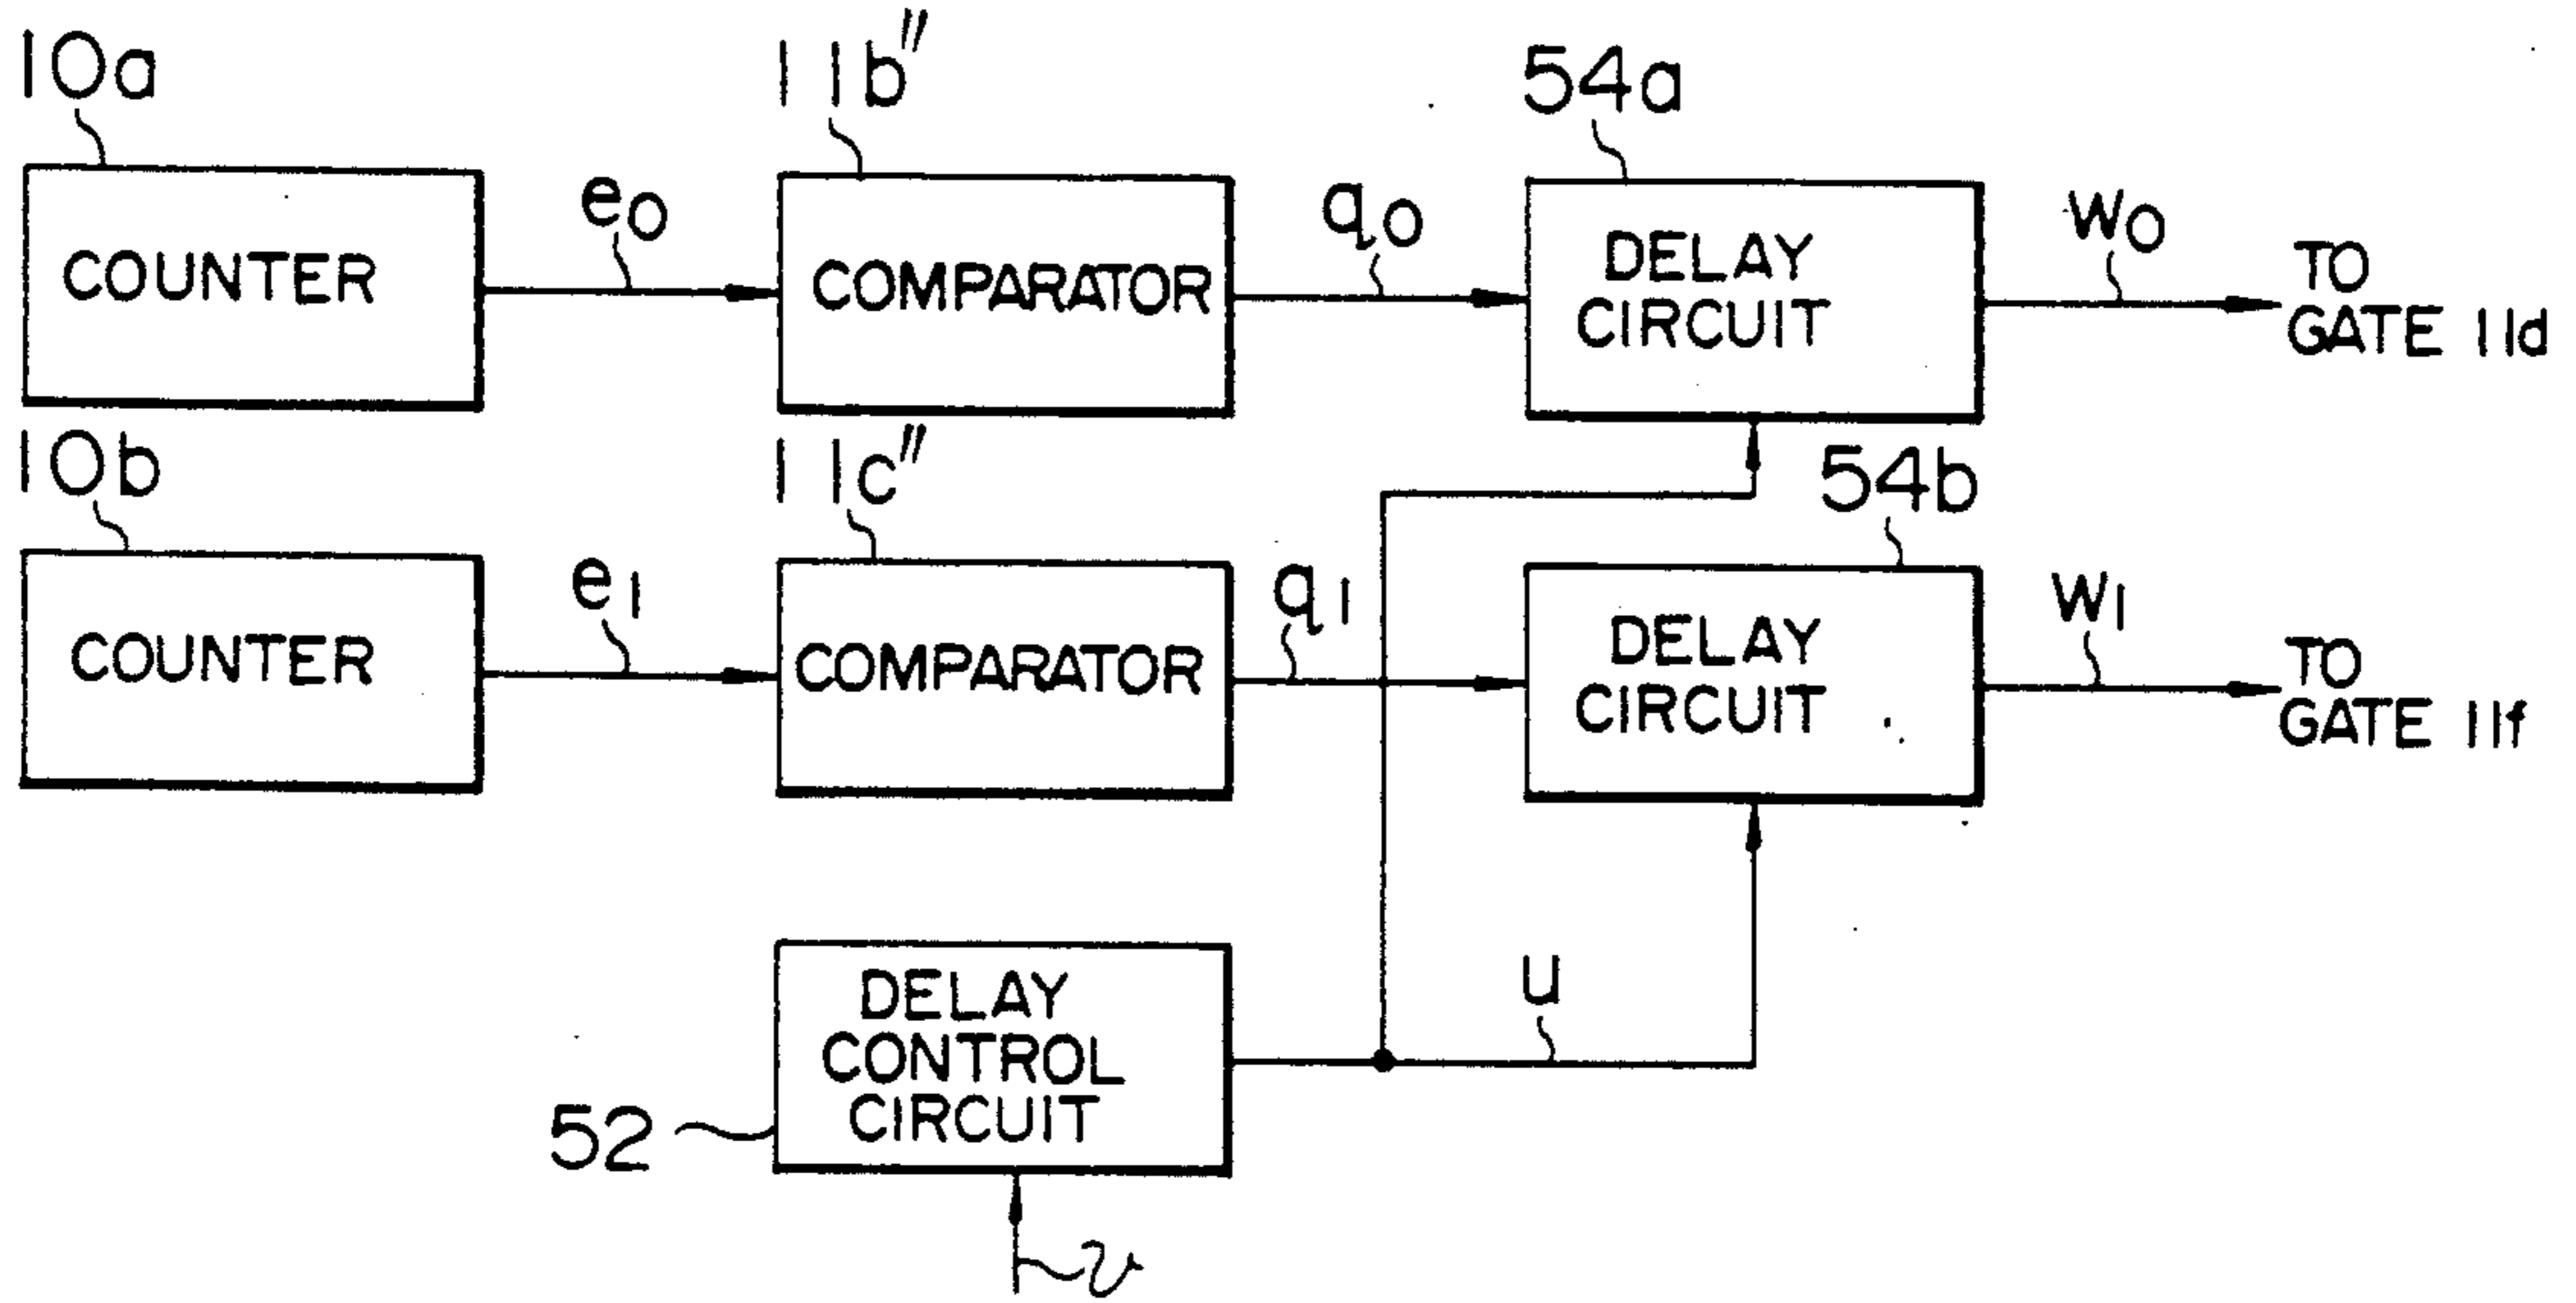 10a
11b"
54a
COUNTER
e0
COMPARATOR
q0
DELAY
CIRCUIT
w0
TO
GATE 11d
10b
11c"
54b
COUNTER
e1
COMPARATOR
q1
DELAY
CIRCUIT
w1
TO
GATE 11f
DELAY
CONTROL
CIRCUIT
u
52
v